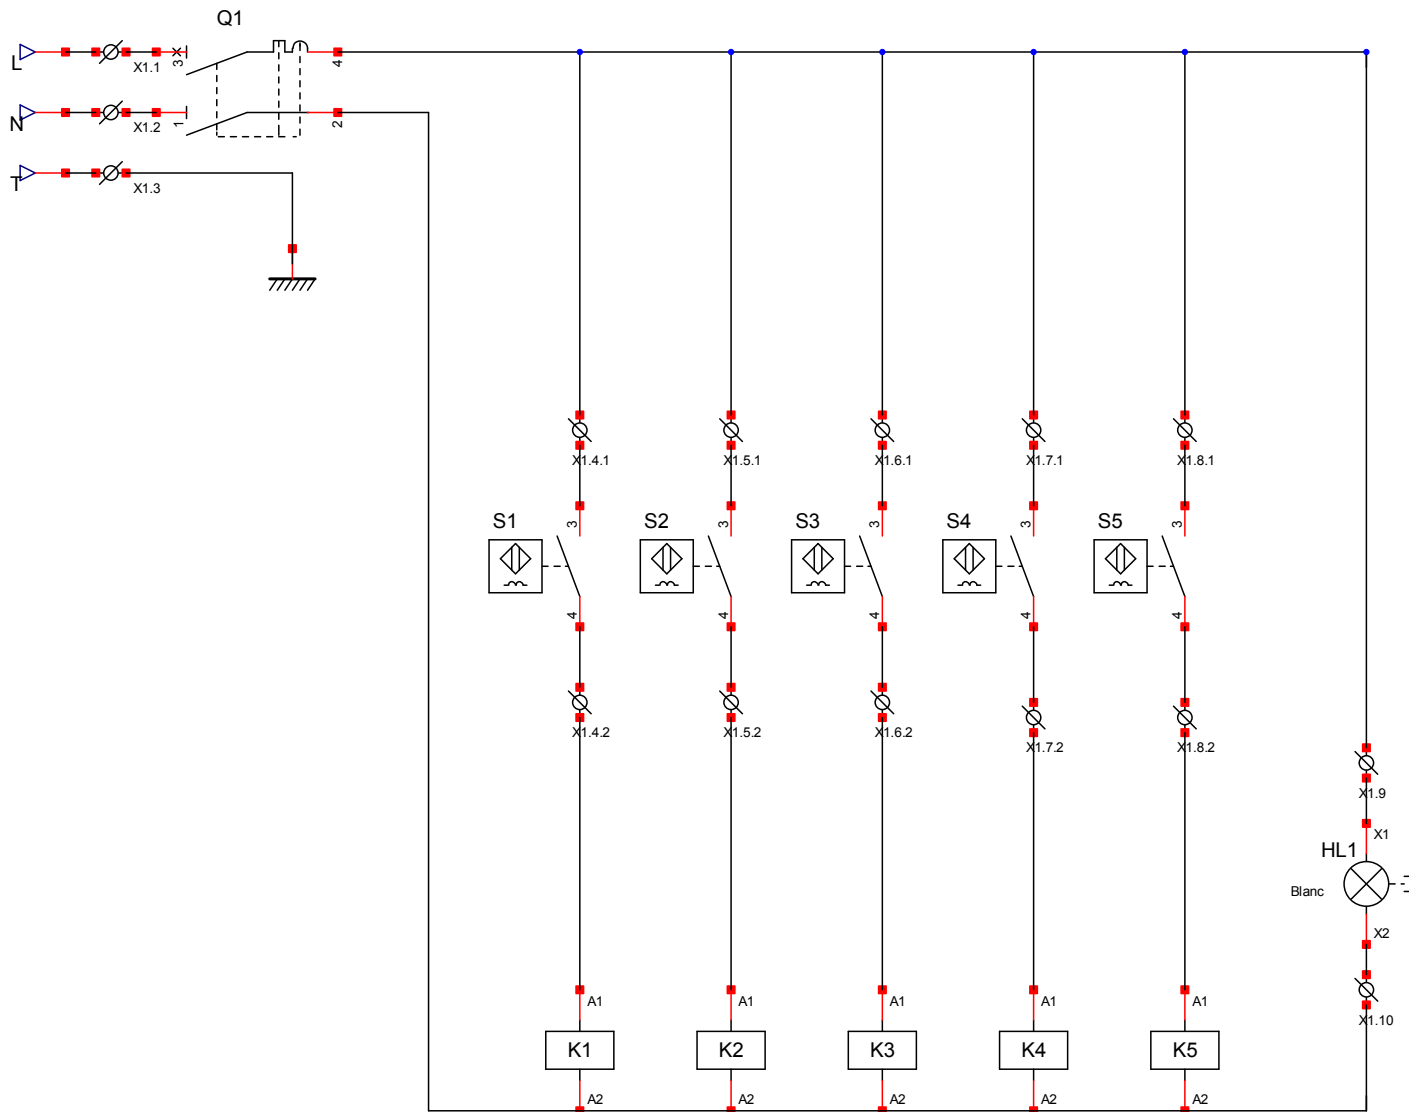 Q1
L
X1.1
3
4
N
X1.2
1
2
T
X1.3
X1.4.1
X1.5.1
X1.6.1
X1.7.1
X1.8.1
S1
3
S2
3
S3
3
S4
3
S5
3
4
4
4
4
4
X1.4.2
X1.5.2
X1.6.2
X1.7.2
X1.8.2
X1.9
X1
HL1
Blanc
X2
A1
A1
A1
A1
A1
X1.10
K1
K2
K3
K4
K5
A2
A2
A2
A2
A2